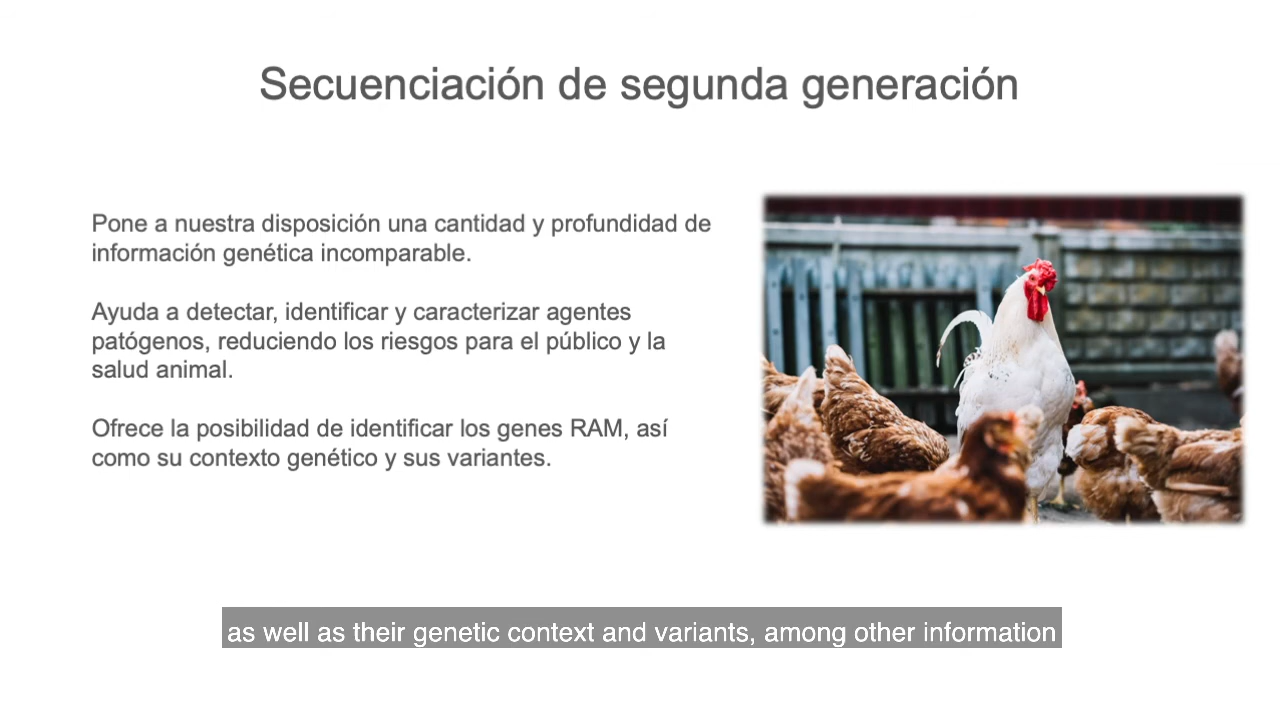 Secuenciación de segunda generación
Pone a nuestra disposición una cantidad y profundidad de
información genética incomparable.
Ayuda a detectar, identificar y caracterizar agentes
patógenos, reduciendo los riesgos para el público y la
salud animal.
Ofrece la posibilidad de identificar los genes RAM, así
como su contexto genético y sus variantes.
as well as their genetic context and variants, among other information